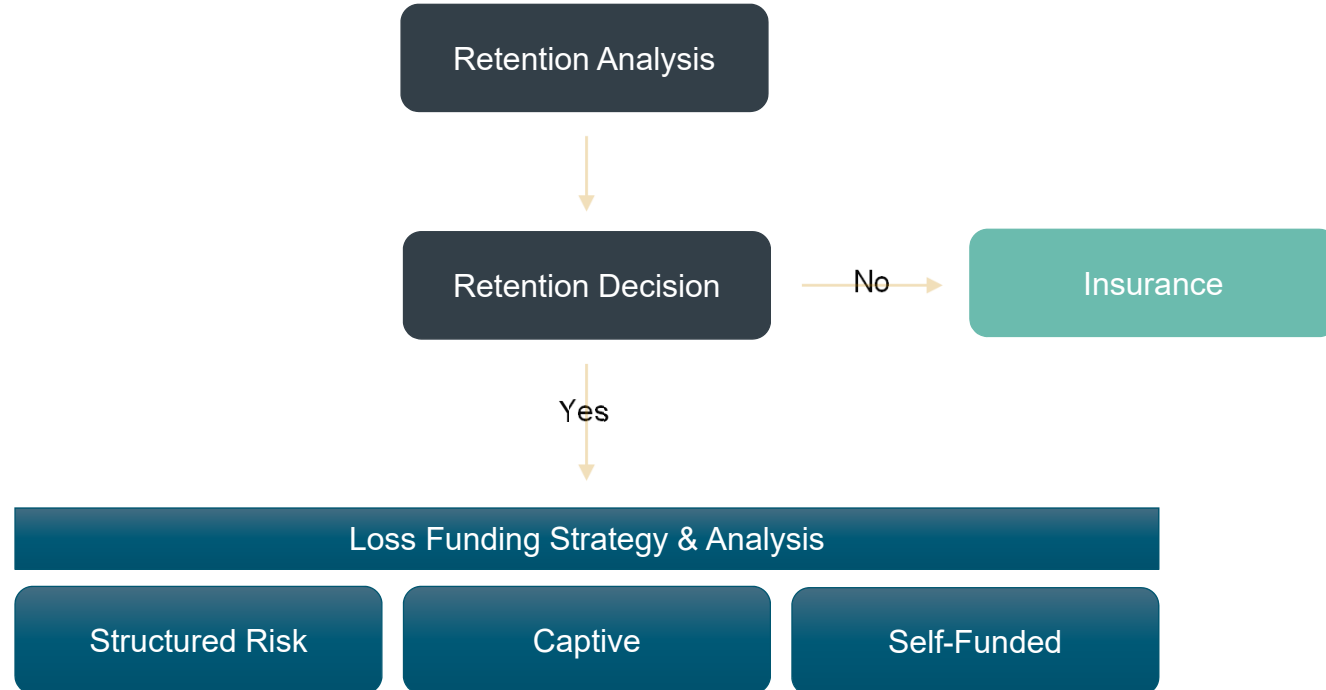 Retention Analysis
Retention Decision
No
Insurance
Yes
Loss Funding Strategy & Analysis
Structured Risk
Captive
Self-Funded